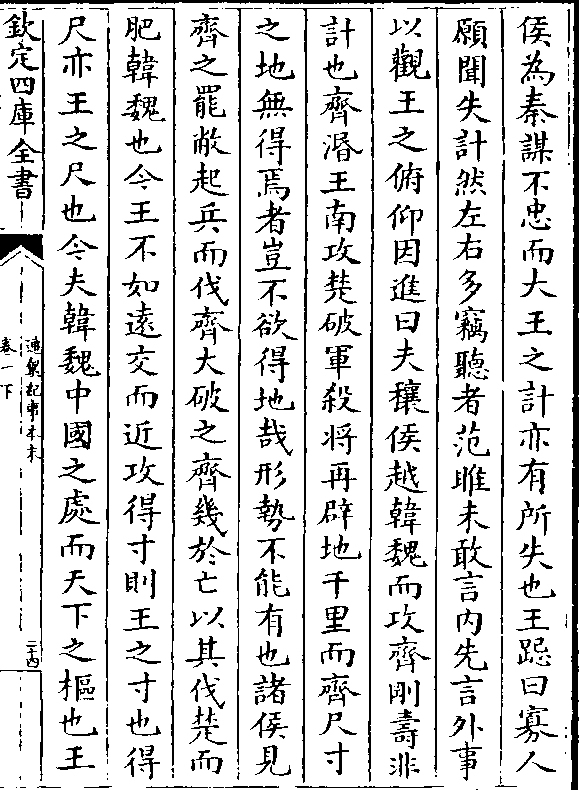 侯為秦謀不忠而大王之計亦有所失也王跽曰寡人
願聞失計然左右多竊聽者范雎未敢言内先言外事
以觀王之俯仰因進曰夫穰侯越韓魏而攻齊剛壽非
計也齊湣王南攻楚破軍殺将再辟地千里而齊尺寸
之地無得焉者豈不欲得地哉形勢不能有也諸侯見
齊之罷敝起兵而伐齊大破之齊幾於亡以其伐楚而
肥韓魏也今王不如遠交而近攻得寸則王之寸也得
尺亦王之尺也今夫韓魏中國之處而天下之樞也王
欽定四庫全書
通鑑紀事本末
卷一下
二十四